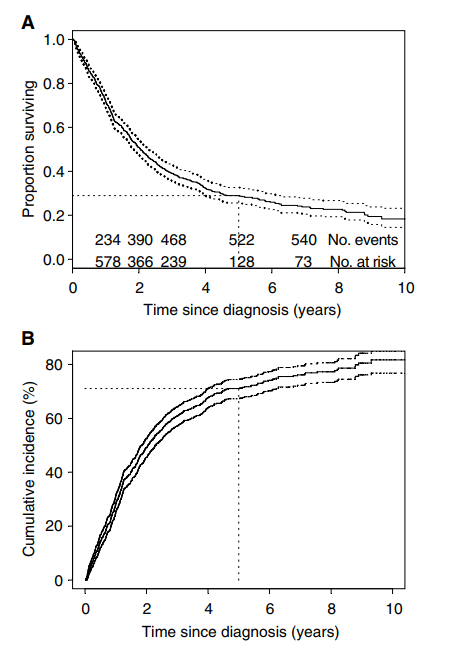 A
Proportion surviving
1.0
0.8
0.6
0.4
0.2
0.0
234 390 468 522 540 No. events
578 366 239 128 73 No. at risk
0 2 4 6 8 10
Time since diagnosis (years)
B
Cumulative incidence (%)
80
60
40
20
0
0 2 4 6 8 10
Time since diagnosis (years)